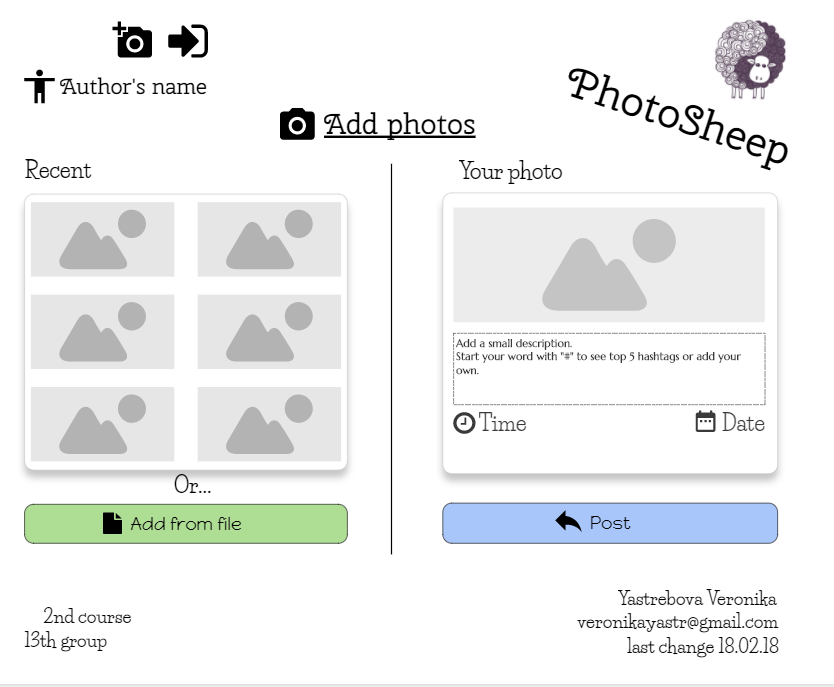 Author's name
PhotoSheep
Add photos
Recent
Your photo
Add a small description.
Start your word with "#" to see top 5 hashtags or add your
own.
Time
Date
Or...
Add from file
Post
2nd course
13th group
Yastrebova Veronika
veronikayastr@gmail.com
last change 18.02.18